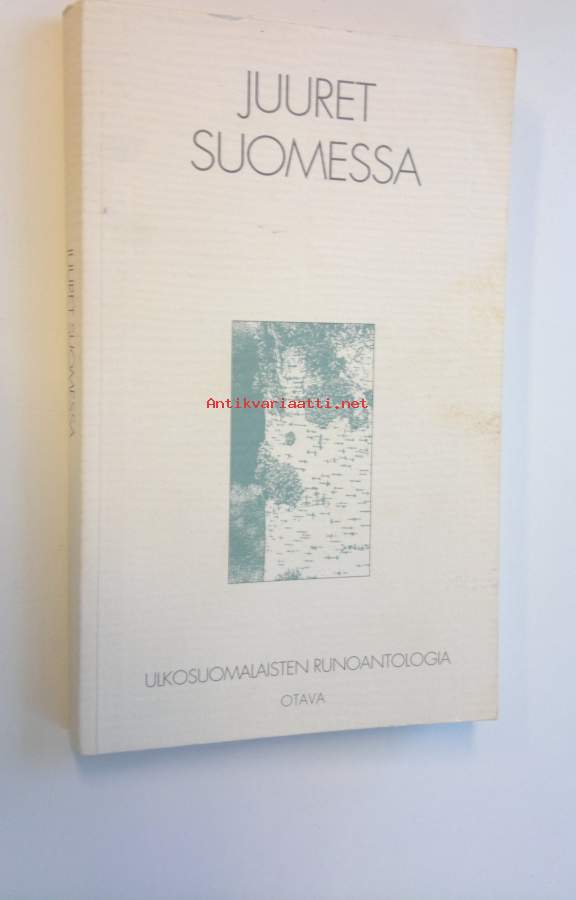 JUURET
SUOMESSA
JUURET SUOMESSA
Antikvariaatti.net
ULKOSUOMALAISTEN RUNOANTOLOGIA
OTAVA